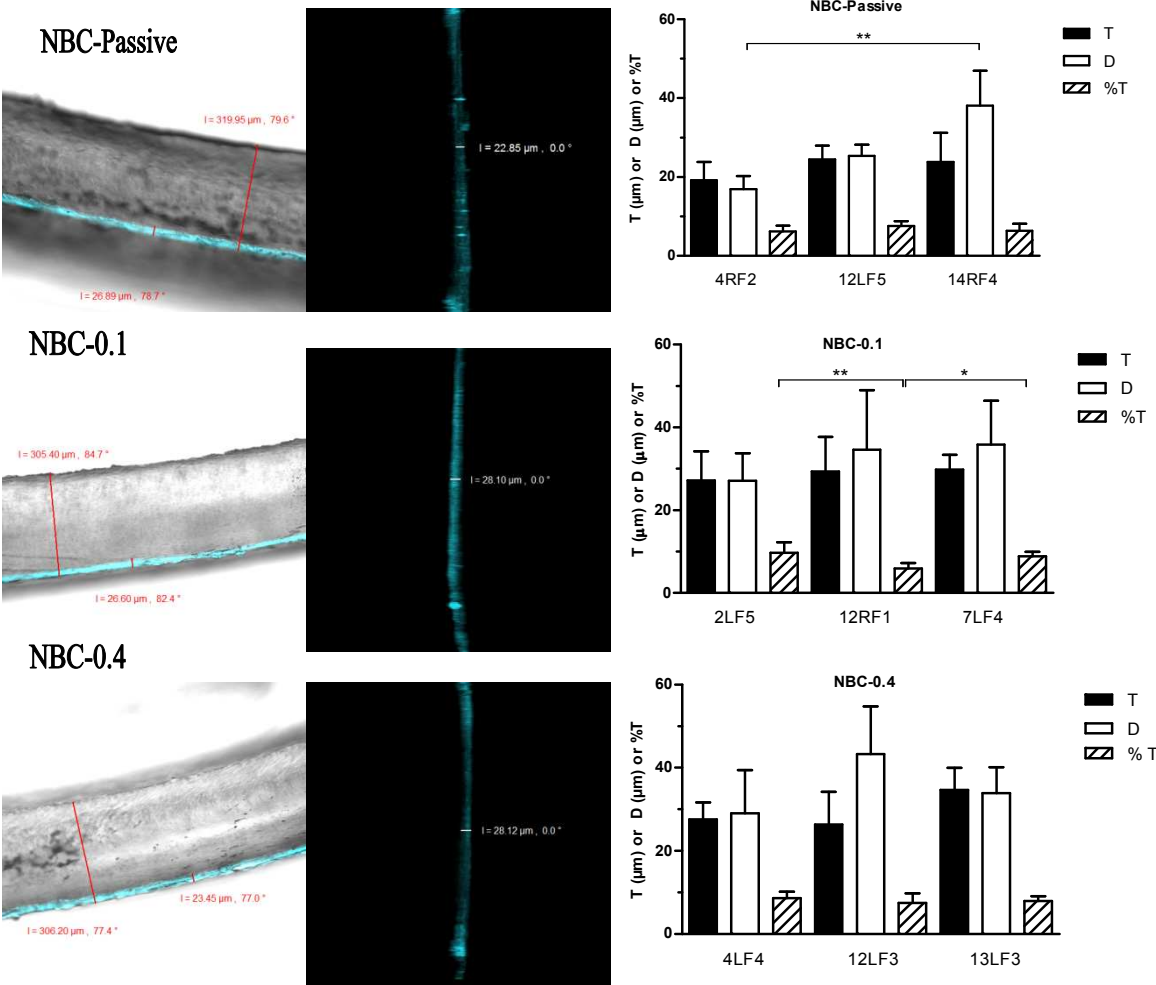 NBC-Passive
l = 319.95 µm , 79.6 °
l = 26.89 µm , 78.7 °
l = 22.85 µm , 0.0 °
NBC-Passive
T (µm) or D (µm) or %T
60
40
20
0
**
4RF2 12LF5 14RF4
T
D
%T
NBC-0.1
l = 305.40 µm , 84.7 °
l = 26.60 µm , 82.4 °
l = 28.10 µm , 0.0 °
NBC-0.1
T (µm) or D (µm) or %T
60
40
20
0
** *
2LF5 12RF1 7LF4
T
D
%T
NBC-0.4
l = 306.20 µm , 77.4 °
l = 23.45 µm , 77.0 °
l = 28.12 µm , 0.0 °
NBC-0.4
T (µm) or D (µm) or %T
60
40
20
0
4LF4 12LF3 13LF3
T
D
% T